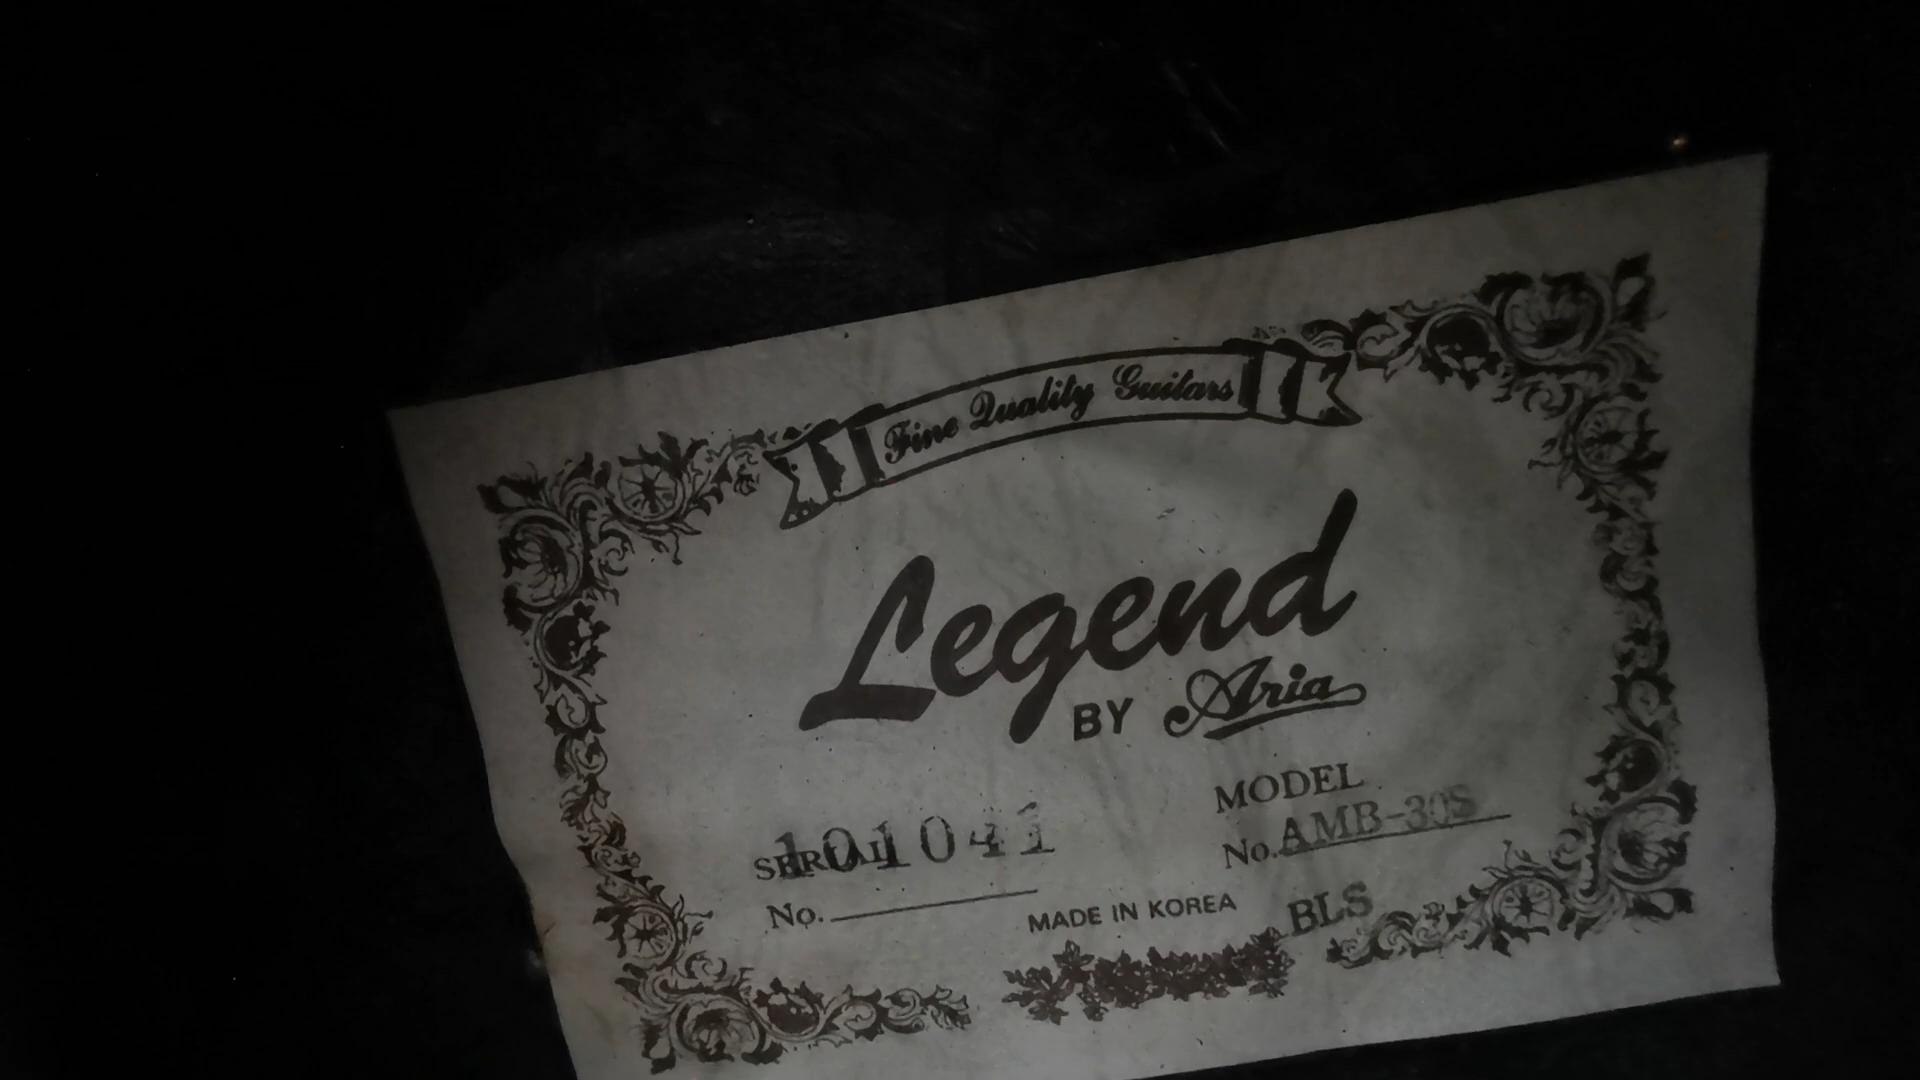 Fine Quality Guitars
Legend
BY Aria
MODEL
No. AMB-30S
SERIAL 101041
No.
MADE IN KOREA
BLS